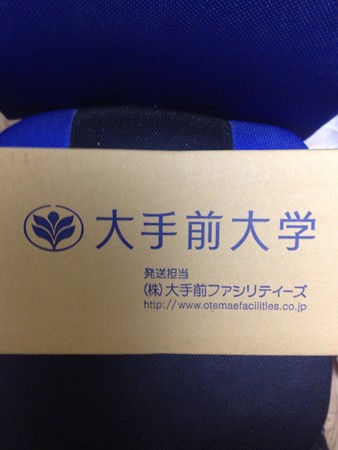 大手前大学
発送担当
(株)大手前ファシリティーズ
http://www.otemaefacilities.co.jp